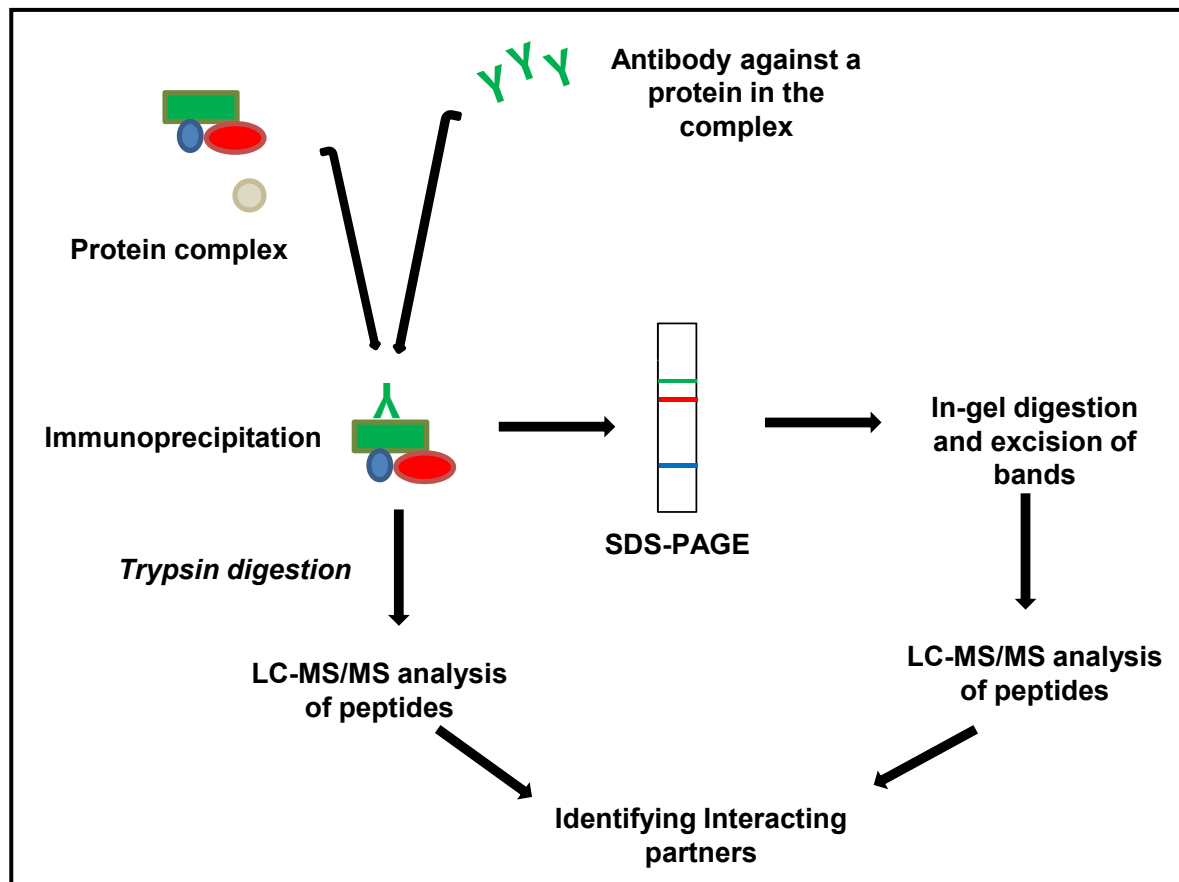 Antibody against a
protein in the
complex
Protein complex
Immunoprecipitation
SDS-PAGE
In-gel digestion
and excision of
bands
Trypsin digestion
LC-MS/MS analysis
of peptides
LC-MS/MS analysis
of peptides
Identifying Interacting
partners